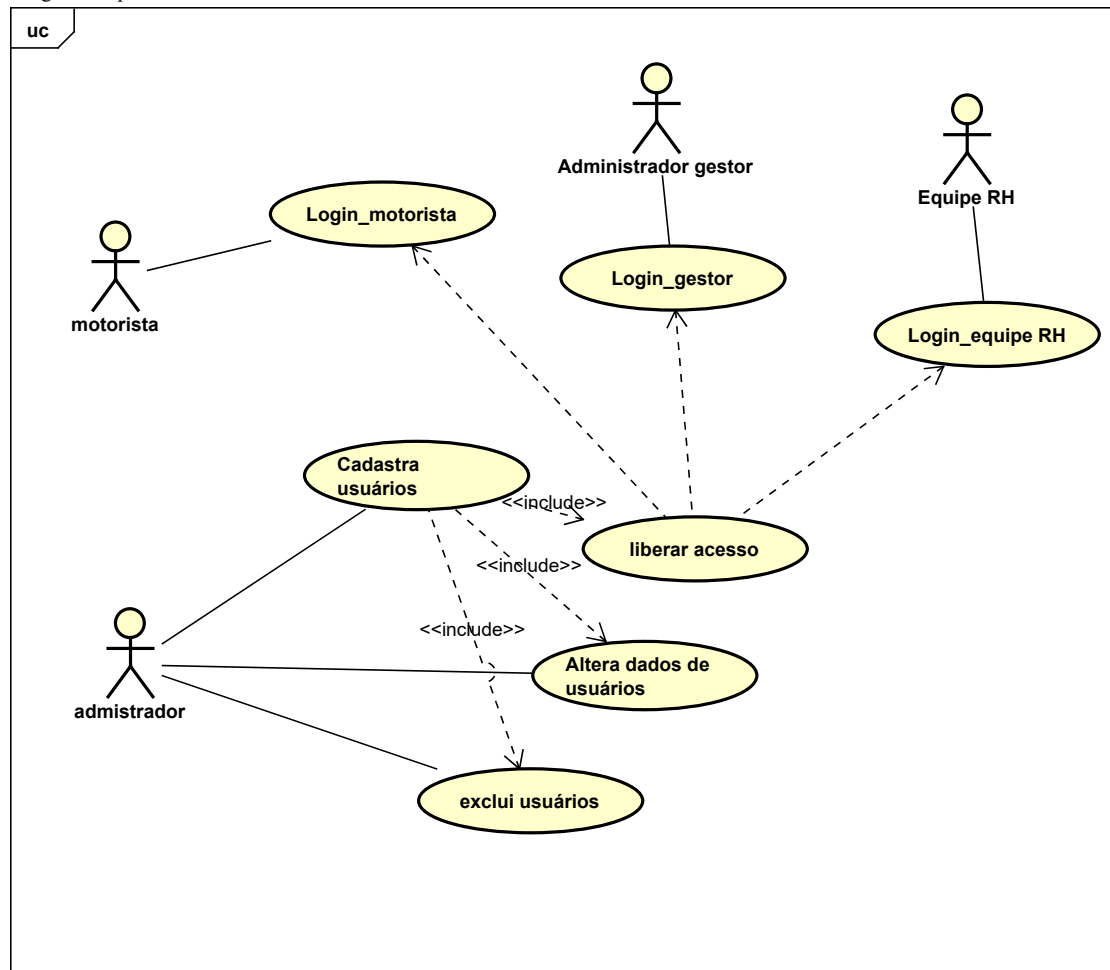 uc
Administrador gestor
Equipe RH
Login_motorista
motorista
Login_gestor
Login_equipe RH
Cadastra
usuários
<<include>>
liberar acesso
<<include>>
<<include>>
admistrador
Altera dados de
usuários
exclui usuários